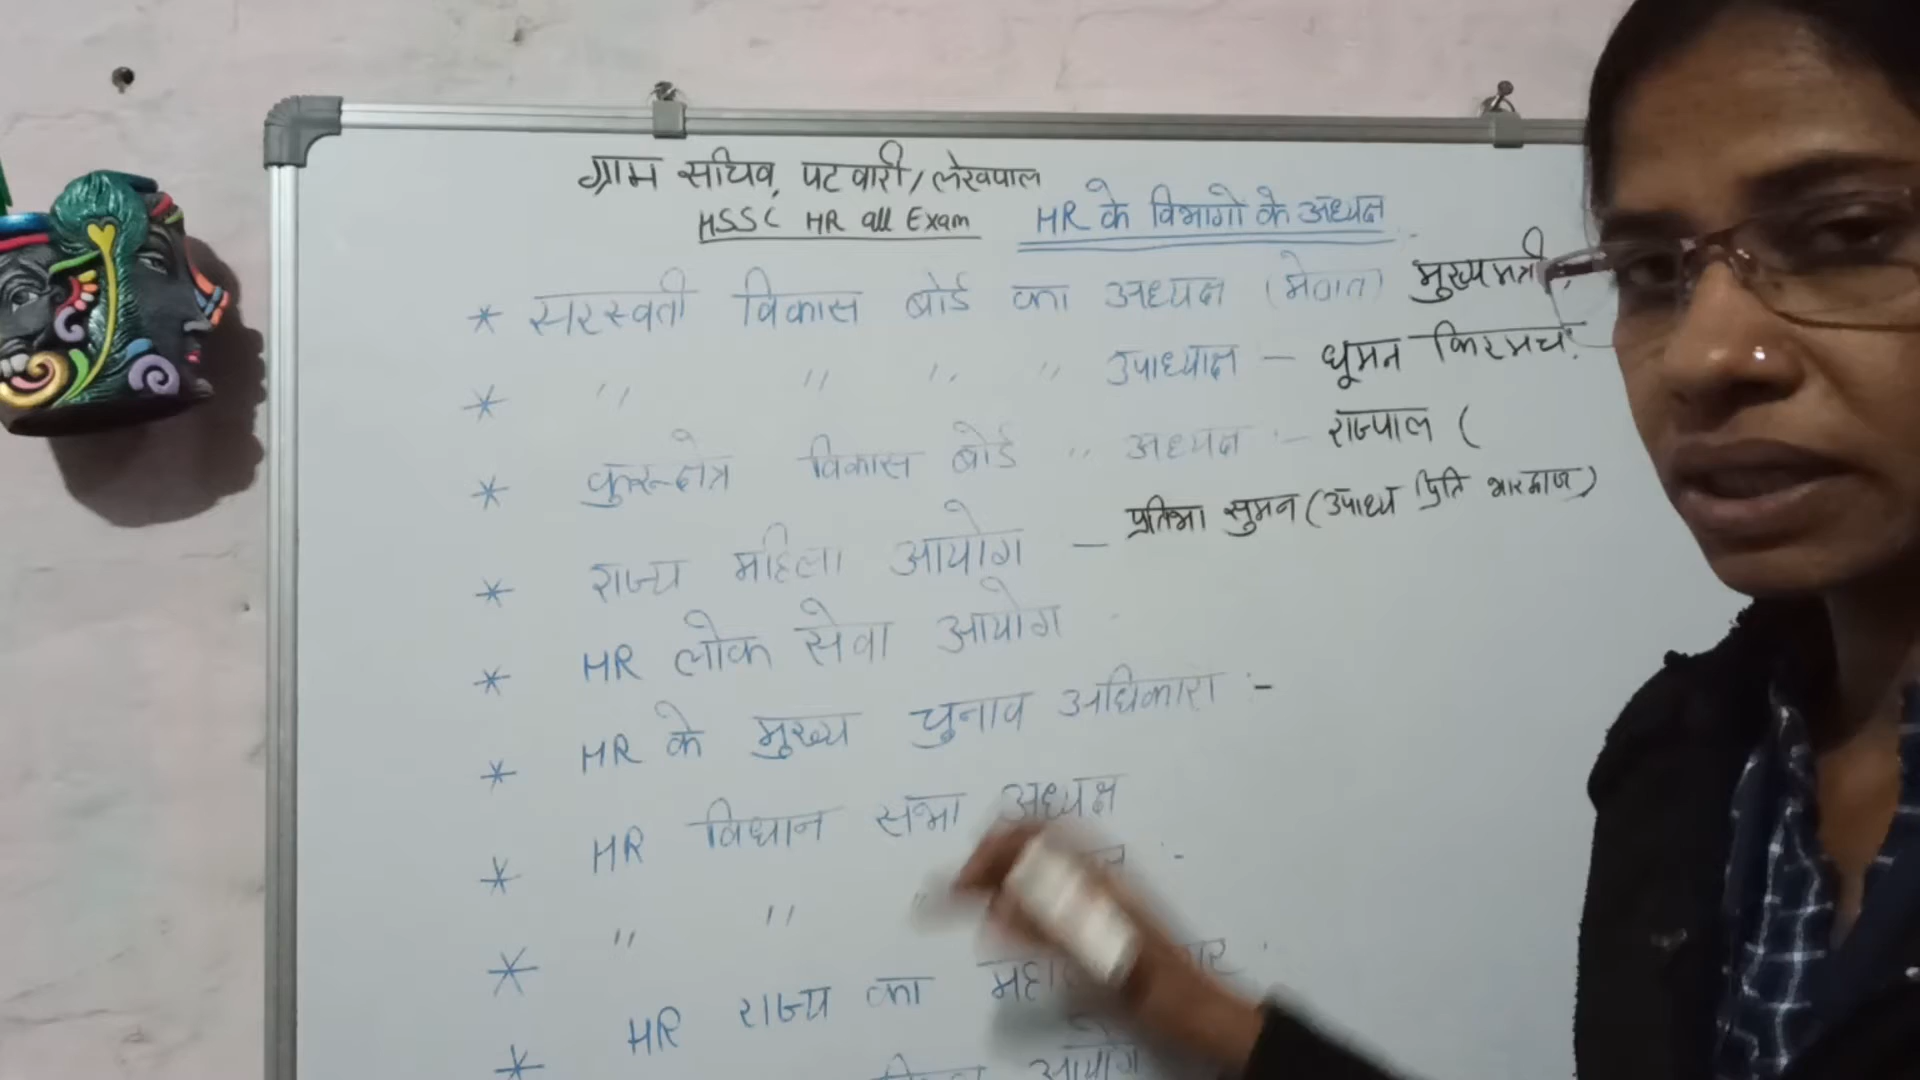 ग्राम सचिव, पटवारी/लेखपाल
HSSC HR all Exam HR के विभागों के अध्यक्ष
* सरस्वती विकास बोर्ड का अध्यक्ष (मेवात) मुख्यमंत्री
* " " " " उपाध्यक्ष – धूमन किरमच
* कुरुक्षेत्र विकास बोर्ड " अध्यक्ष :- राज्यपाल (
* राज्य महिला आयोग – प्रतिभा सुमन (उपाध्य प्रिति भारद्वाज)
* HR लोक सेवा आयोग
* HR के मुख्य चुनाव अधिकारी :-
* HR विधान सभा अध्यक्ष
* " " " :-
* HR राज्य का
आयोग